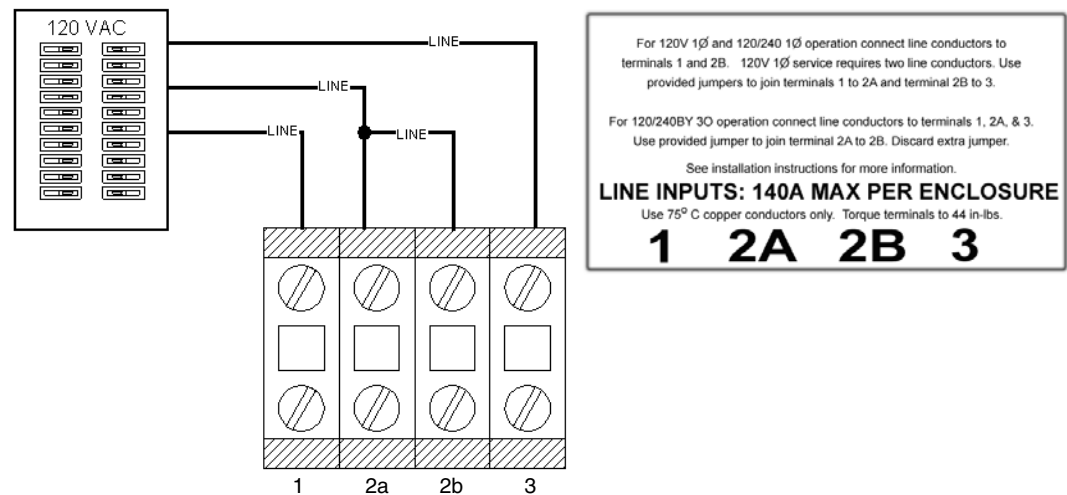 120 VAC
LINE
LINE
LINE
LINE
1 2a 2b 3
For 120V 1Ø and 120/240 1Ø operation connect line conductors to
terminals 1 and 2B. 120V 1Ø service requires two line conductors. Use
provided jumpers to join terminals 1 to 2A and terminal 2B to 3.
For 120/240BY 3O operation connect line conductors to terminals 1, 2A, & 3.
Use provided jumper to join terminal 2A to 2B. Discard extra jumper.
See installation instructions for more information.
LINE INPUTS: 140A MAX PER ENCLOSURE
Use 75º C copper conductors only. Torque terminals to 44 in-lbs.
1 2A 2B 3